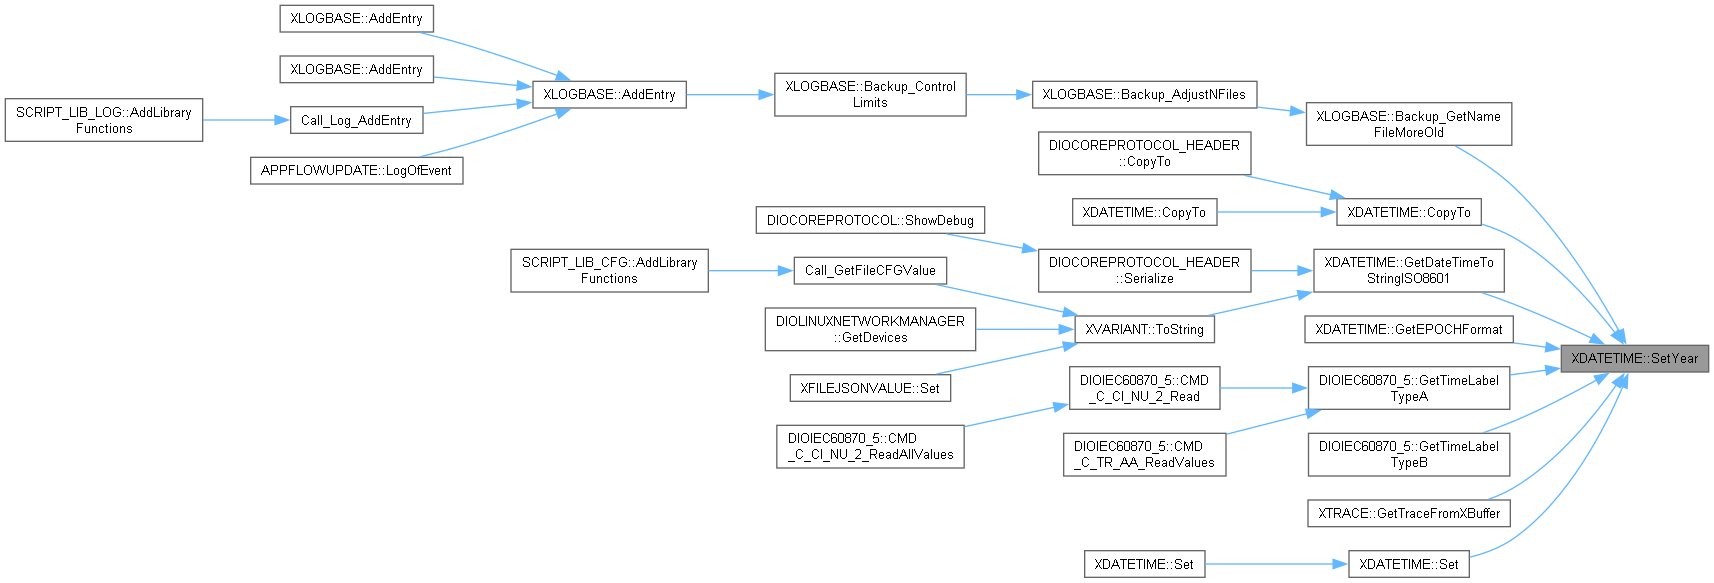 XLOGBASE::AddEntry
XLOGBASE::AddEntry
SCRIPT_LIB_LOG::AddLibrary
Functions
Call_Log_AddEntry
APPFLOWUPDATE::LogOfEvent
XLOGBASE::AddEntry
XLOGBASE::Backup_Control
Limits
XLOGBASE::Backup_AdjustNFiles
XLOGBASE::Backup_GetName
FileMoreOld
DIOCOREPROTOCOL_HEADER
::CopyTo
XDATETIME::CopyTo
XDATETIME::CopyTo
DIOCOREPROTOCOL::ShowDebug
SCRIPT_LIB_CFG::AddLibrary
Functions
Call_GetFileCFGValue
DIOCOREPROTOCOL_HEADER
::Serialize
XDATETIME::GetDateTimeTo
StringISO8601
DIOLINUXNETWORKMANAGER
::GetDevices
XVARIANT::ToString
XDATETIME::GetEPOCHFormat
XDATETIME::SetYear
XFILEJSONVALUE::Set
DIOIEC60870_5::CMD
_C_CI_NU_2_Read
DIOIEC60870_5::GetTimeLabel
TypeA
DIOIEC60870_5::CMD
_C_CI_NU_2_ReadAllValues
DIOIEC60870_5::CMD
_C_TR_AA_ReadValues
DIOIEC60870_5::GetTimeLabel
TypeB
XTRACE::GetTraceFromXBuffer
XDATETIME::Set
XDATETIME::Set